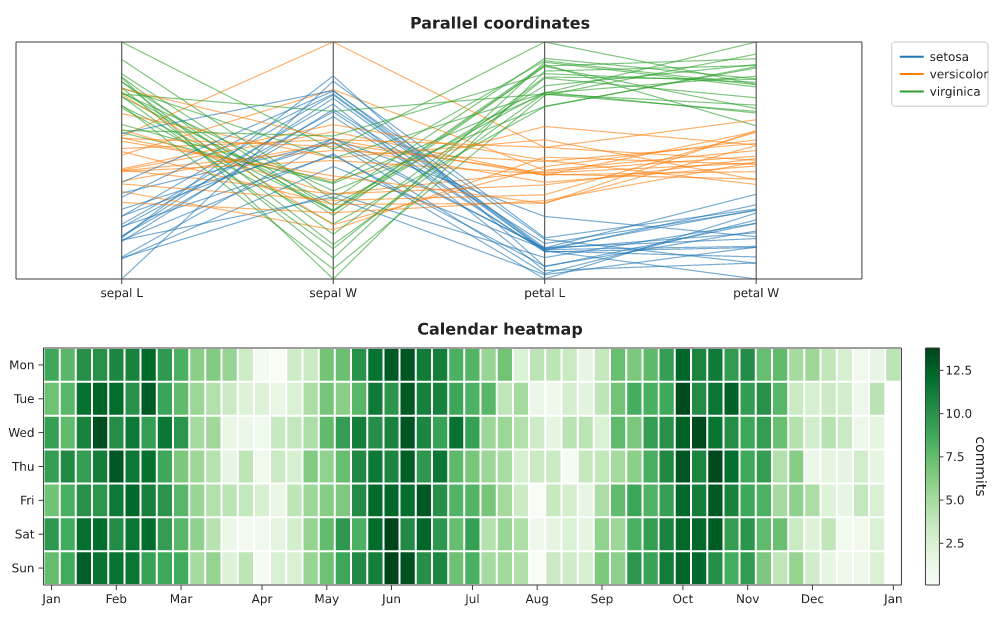 Parallel coordinates
setosa
versicolor
virginica
sepal L sepal W petal L petal W
Calendar heatmap
Mon
Tue
Wed
Thu
Fri
Sat
Sun
Jan Feb Mar Apr May Jun Jul Aug Sep Oct Nov Dec Jan
12.5
10.0
7.5
5.0
2.5
commits